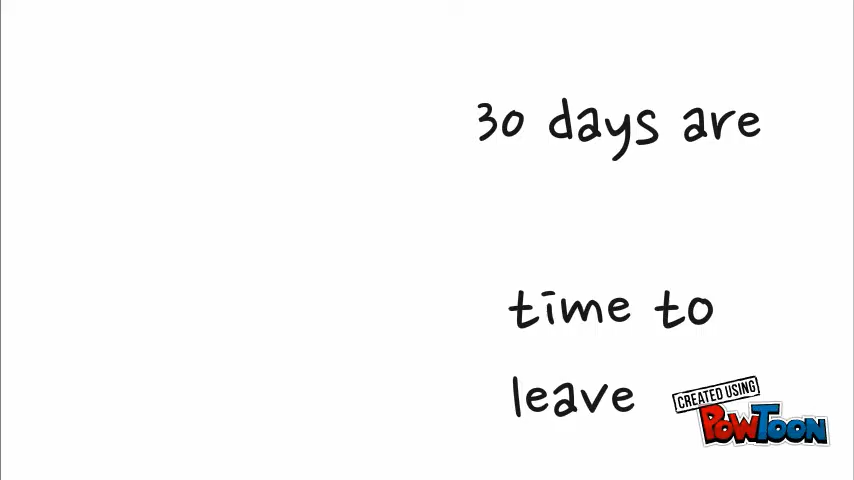 30 days are
time to
leave
CREATED USING
POWTOON